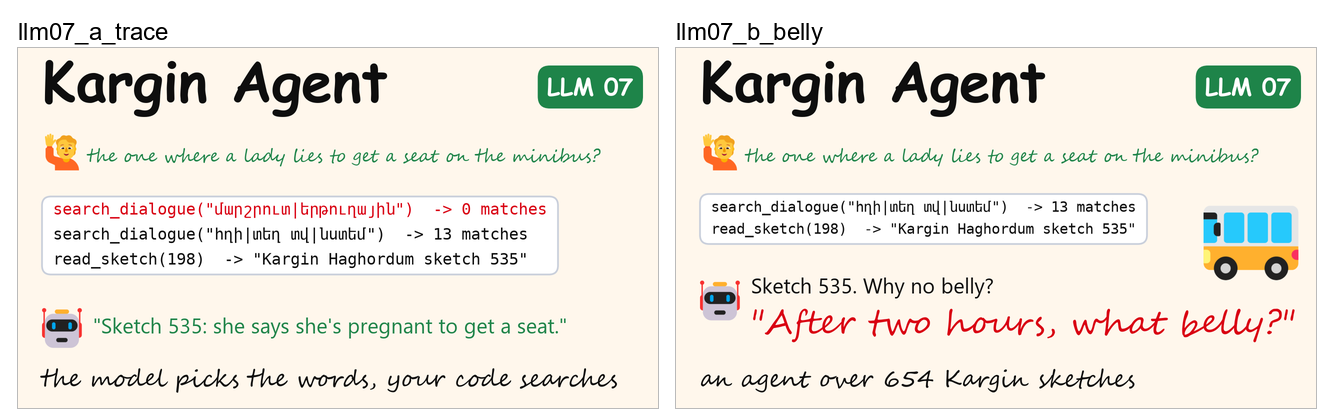 llm07_a_trace
Kargin Agent
LLM 07
the one where a lady lies to get a seat on the minibus?
search_dialogue("մարշրուտ|երթուղային") -> 0 matches
search_dialogue("հղի|տեղ տվ|նստեմ") -> 13 matches
read_sketch(198) -> "Kargin Haghordum sketch 535"
"Sketch 535: she says she's pregnant to get a seat."
the model picks the words, your code searches
llm07_b_belly
Kargin Agent
LLM 07
the one where a lady lies to get a seat on the minibus?
search_dialogue("հղի|տեղ տվ|նստեմ") -> 13 matches
read_sketch(198) -> "Kargin Haghordum sketch 535"
Sketch 535. Why no belly?
"After two hours, what belly?"
an agent over 654 Kargin sketches